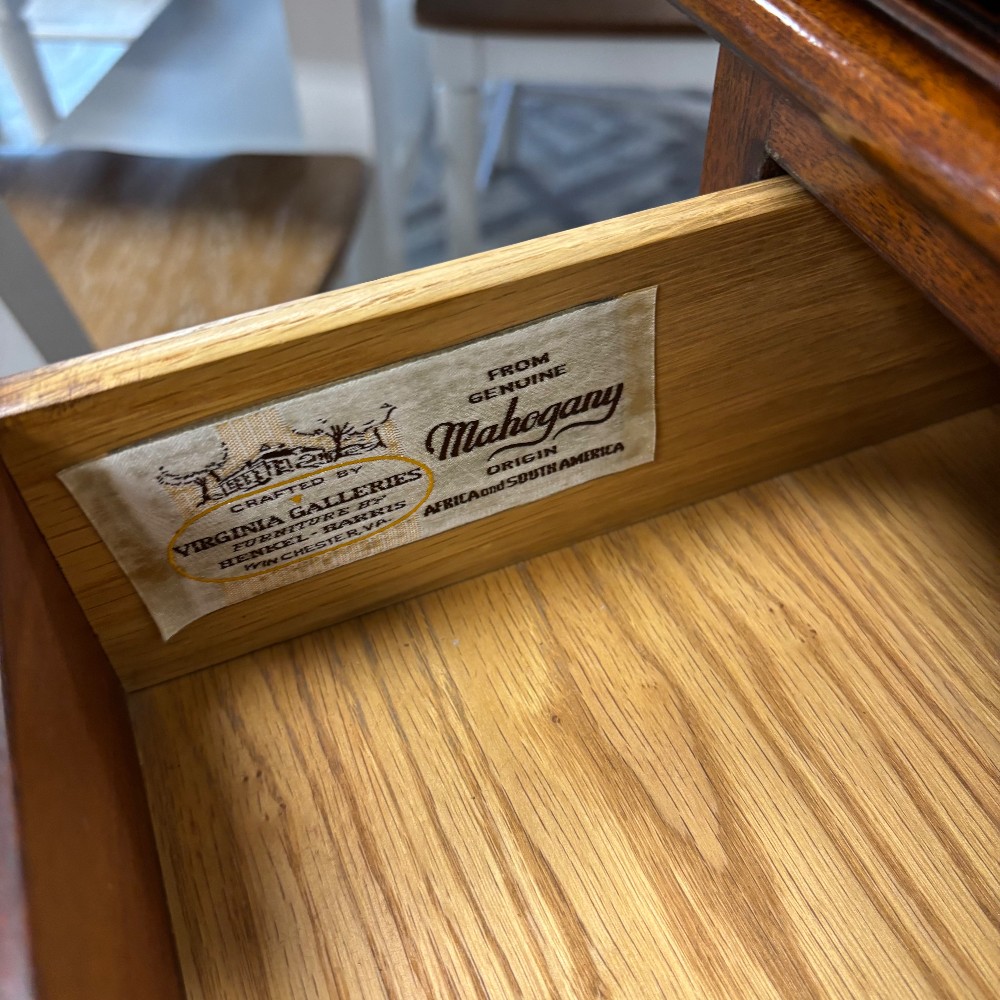 CRAFTED BY
VIRGINIA GALLERIES
FURNITURE BY
HENKEL - HARRIS
WINCHESTER, VA.
FROM
GENUINE
Mahogany
ORIGIN
AFRICA and SOUTH AMERICA